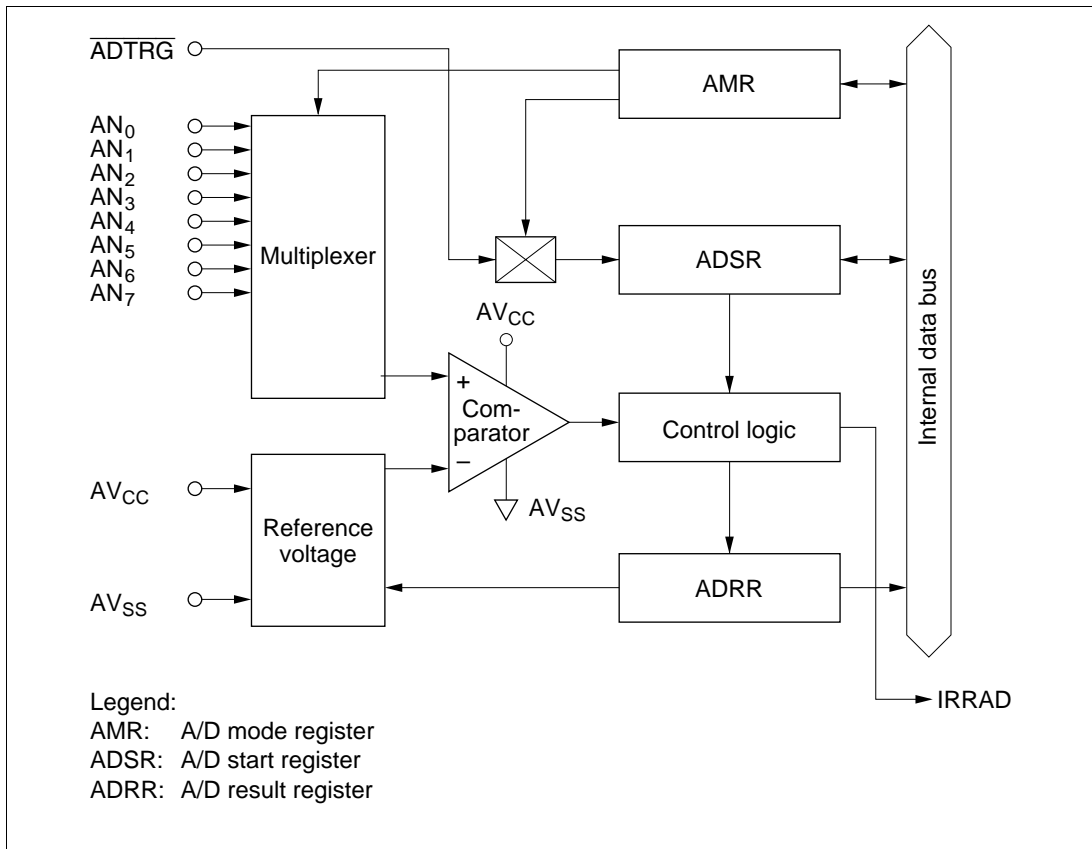 ADTRG
AMR
AN0
AN1
AN2
AN3
AN4
AN5
AN6
AN7
Multiplexer
ADSR
Internal data bus
AVCC
+
Com-
parator
−
Control logic
AVCC
AVSS
Reference
voltage
ADRR
AVSS
IRRAD
Legend:
AMR: A/D mode register
ADSR: A/D start register
ADRR: A/D result register